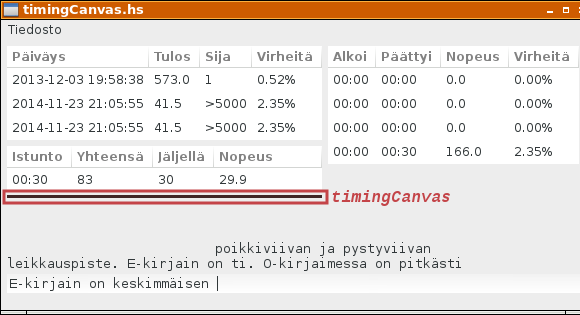 timingCanvas.hs
Tiedosto
Päiväys Tulos Sija Virheitä
2013-12-03 19:58:38 573.0 1 0.52%
2014-11-23 21:05:55 41.5 >5000 2.35%
2014-11-23 21:05:55 41.5 >5000 2.35%
Alkoi Päättyi Nopeus Virheitä
00:00 00:00 0.0 0.00%
00:00 00:00 0.0 0.00%
00:00 00:00 0.0 0.00%
00:00 00:30 166.0 2.35%
Istunto Yhteensä Jäljellä Nopeus
00:30 83 30 29.9
timingCanvas
poikkiviivan ja pystyviivan
leikkauspiste. E-kirjain on ti. O-kirjaimessa on pitkästi
E-kirjain on keskimmäisen